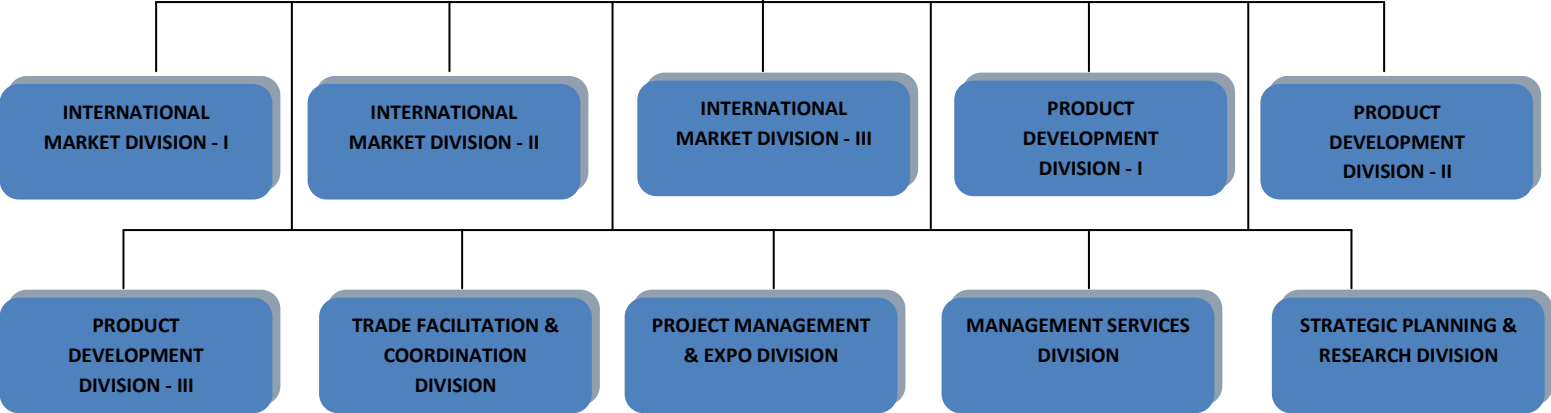 INTERNATIONAL
MARKET DIVISION - I
INTERNATIONAL
MARKET DIVISION - II
INTERNATIONAL
MARKET DIVISION - III
PRODUCT
DEVELOPMENT
DIVISION - I
PRODUCT
DEVELOPMENT
DIVISION - II
PRODUCT
DEVELOPMENT
DIVISION - III
TRADE FACILITATION &
COORDINATION
DIVISION
PROJECT MANAGEMENT
& EXPO DIVISION
MANAGEMENT SERVICES
DIVISION
STRATEGIC PLANNING &
RESEARCH DIVISION